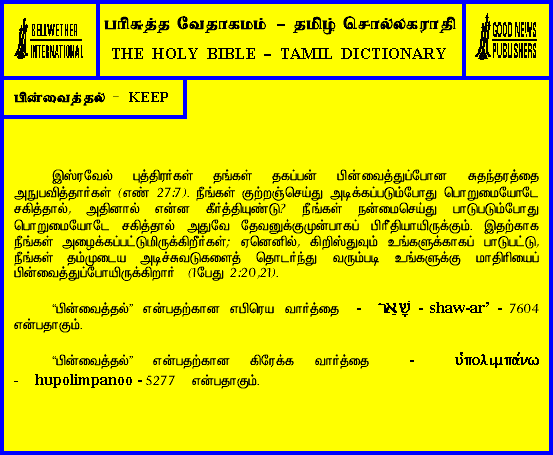 BELLWETHER
INTERNATIONAL
பரிசுத்த வேதாகமம் – தமிழ் சொல்லகராதி
THE HOLY BIBLE – TAMIL DICTIONARY
GOOD NEWS
PUBLISHERS
பின்வைத்தல் – KEEP
இஸ்ரவேல் புத்திரர்கள் தங்கள் தகப்பன் பின்வைத்துப்போன சுதந்தரத்தை
அநுபவித்தார்கள் (எண் 27:7). நீங்கள் குற்றஞ்செய்து அடிக்கப்படும்போது பொறுமையோடே
சகித்தால், அதினால் என்ன கீர்த்தியுண்டு? நீங்கள் நன்மைசெய்து பாடுபடும்போது
பொறுமையோடே சகித்தால் அதுவே தேவனுக்குமுன்பாகப் பிரீதியாயிருக்கும். இதற்காக
நீங்கள் அழைக்கப்பட்டுமிருக்கிறீர்கள்; ஏனெனில், கிறிஸ்துவும் உங்களுக்காகப் பாடுபட்டு,
நீங்கள் தம்முடைய அடிச்சுவடுகளைத் தொடர்ந்து வரும்படி உங்களுக்கு மாதிரியைப்
பின்வைத்துப்போயிருக்கிறார் (1பேது 2:20,21).
“பின்வைத்தல்” என்பதற்கான எபிரெய வார்த்தை - שָׁאַר - shaw-ar’ - 7604
என்பதாகும்.
“பின்வைத்தல்” என்பதற்கான கிரேக்க வார்த்தை - ὑπολιμπάνω
- hupolimpanoo - 5277 என்பதாகும்.